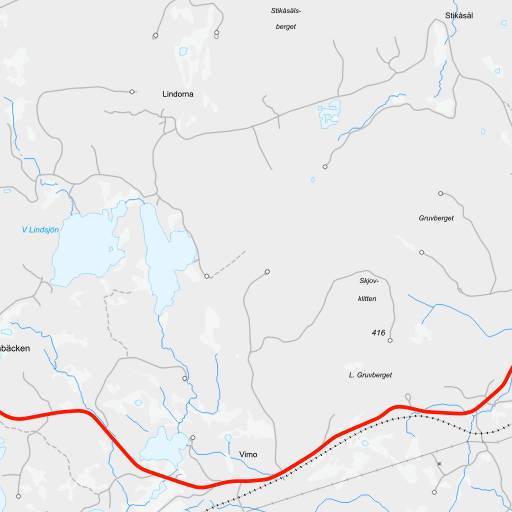 Stikåsäls-
berget
Stikåsäl
Lindorna
Gruvberget
V Lindsjön
Skjov-
klitten
416
bäcken
L. Gruvberget
Vimo